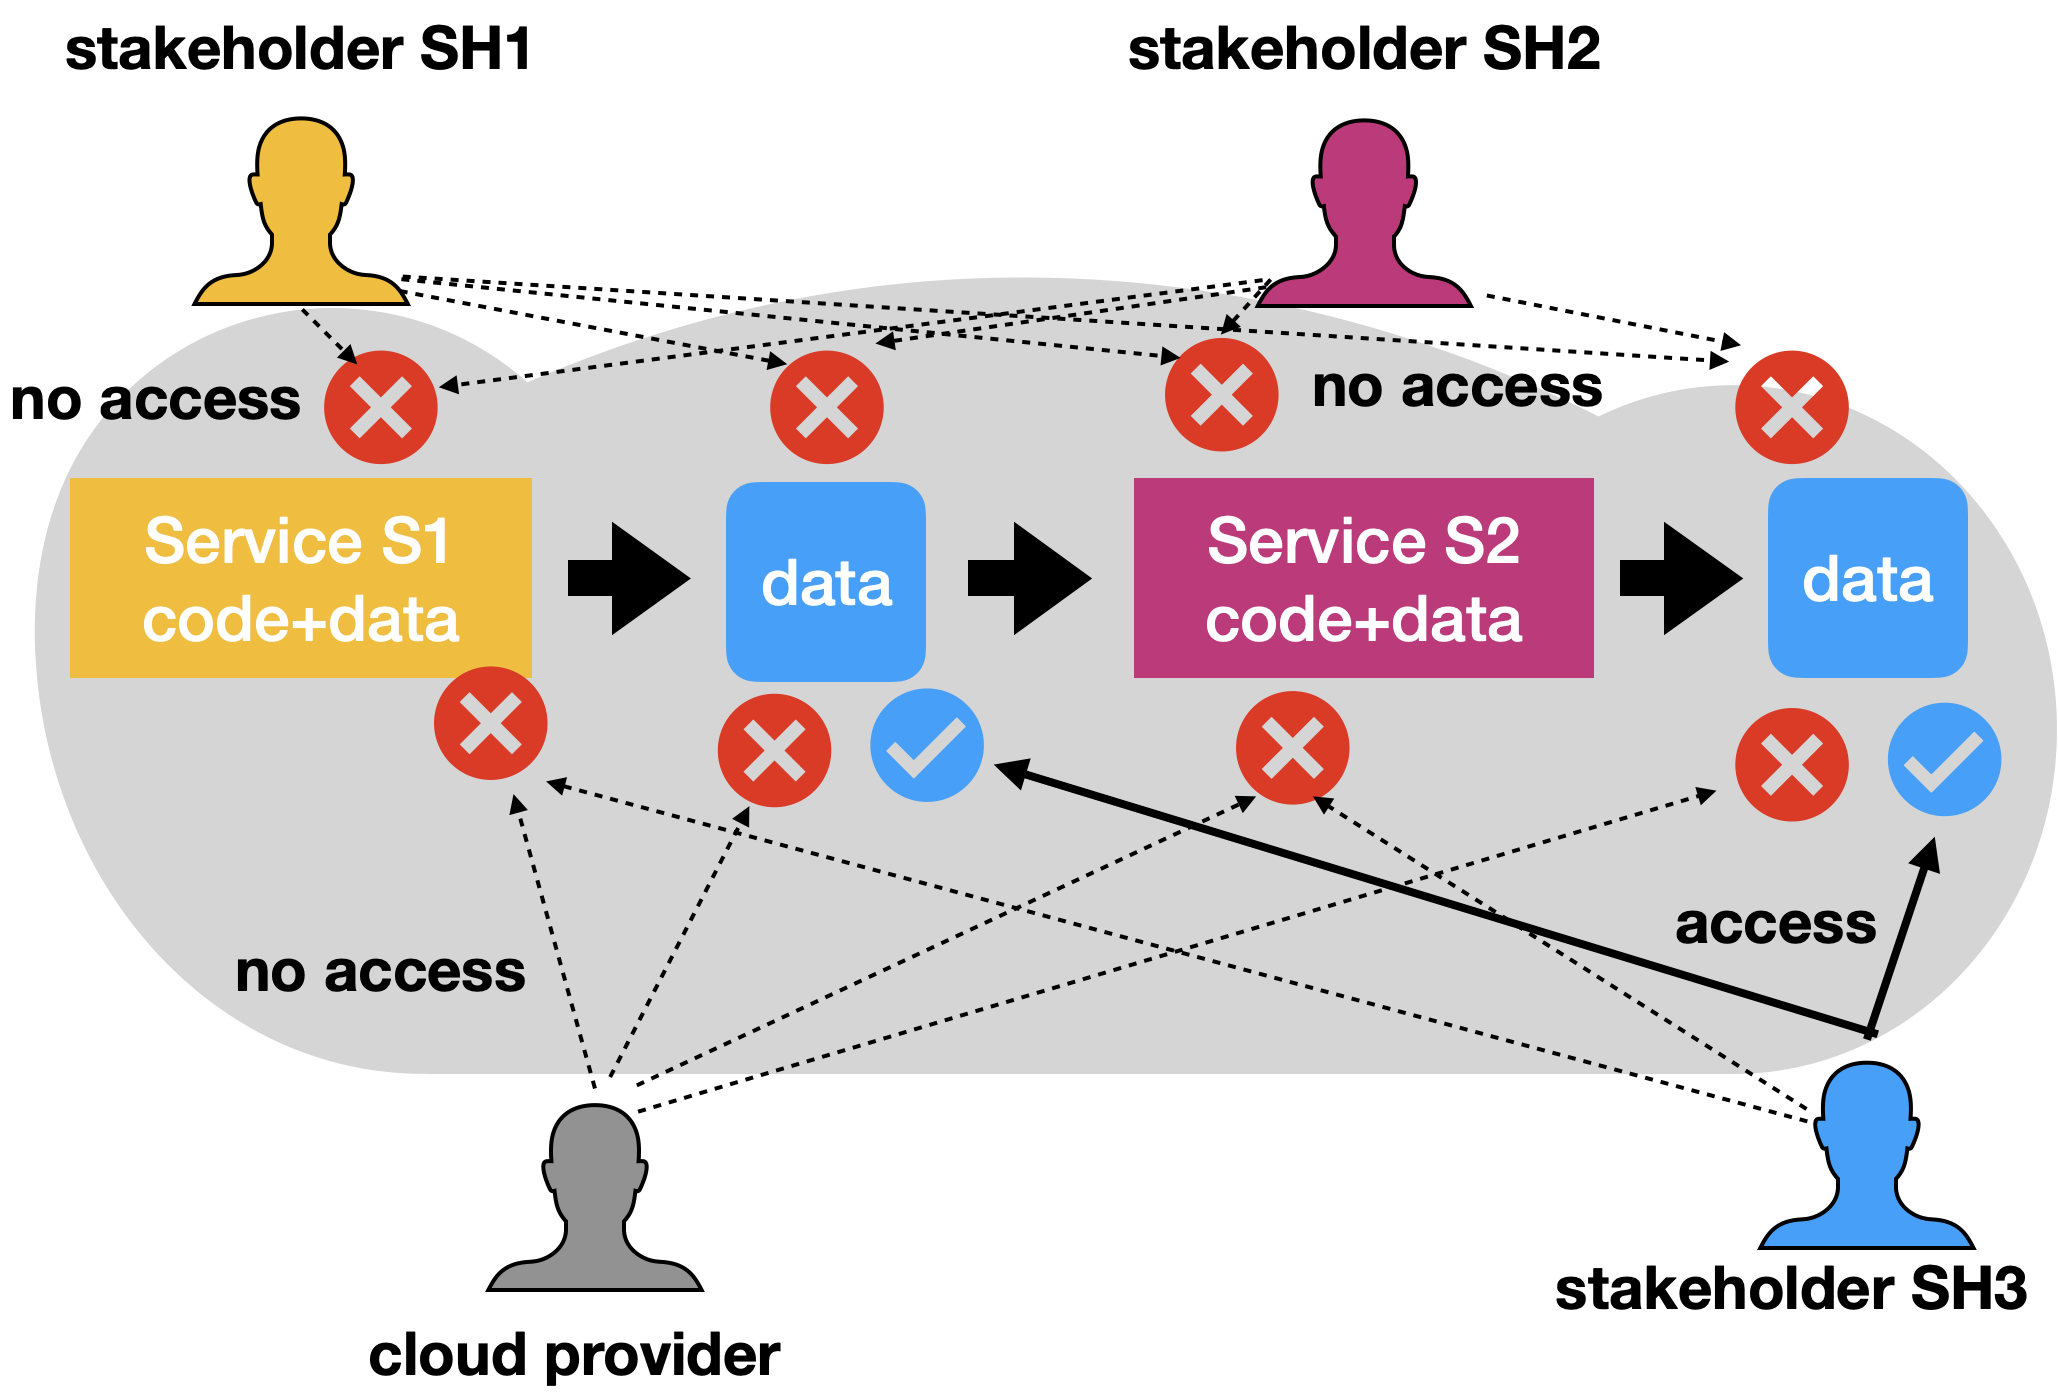 stakeholder SH1
stakeholder SH2
no access
no access
Service S1
code+data
data
Service S2
code+data
data
no access
access
cloud provider
stakeholder SH3